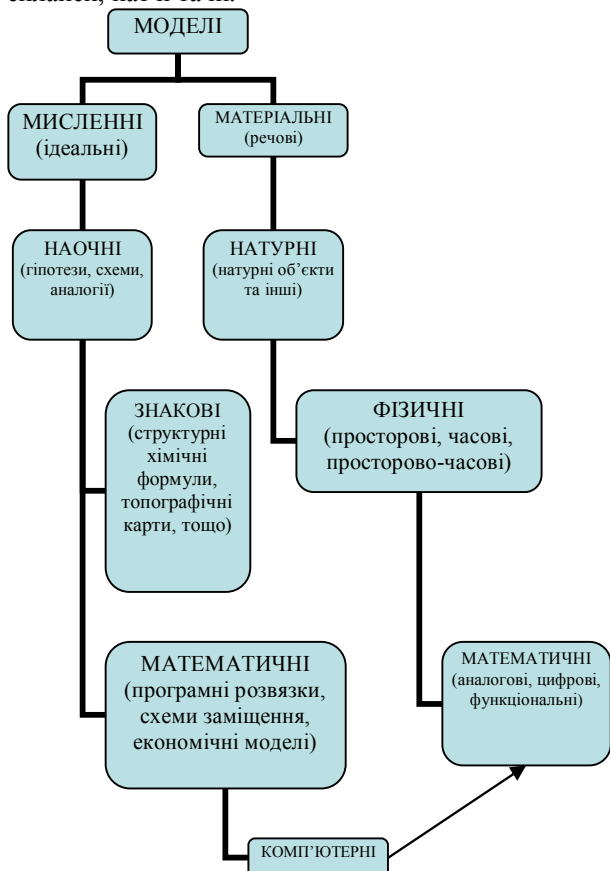 МОДЕЛІ
МИСЛЕННІ
(ідеальні)
МАТЕРІАЛЬНІ
(речові)
НАОЧНІ
(гіпотези, схеми,
аналогії)
НАТУРНІ
(натурні об’єкти
та інші)
ЗНАКОВІ
(структурні
хімічні
формули,
топографічні
карти, тощо)
ФІЗИЧНІ
(просторові, часові,
просторово-часові)
МАТЕМАТИЧНІ
(програмні розвязки,
схеми заміщення,
економічні моделі)
МАТЕМАТИЧНІ
(аналогові, цифрові,
функціональні)
КОМП’ЮТЕРНІ